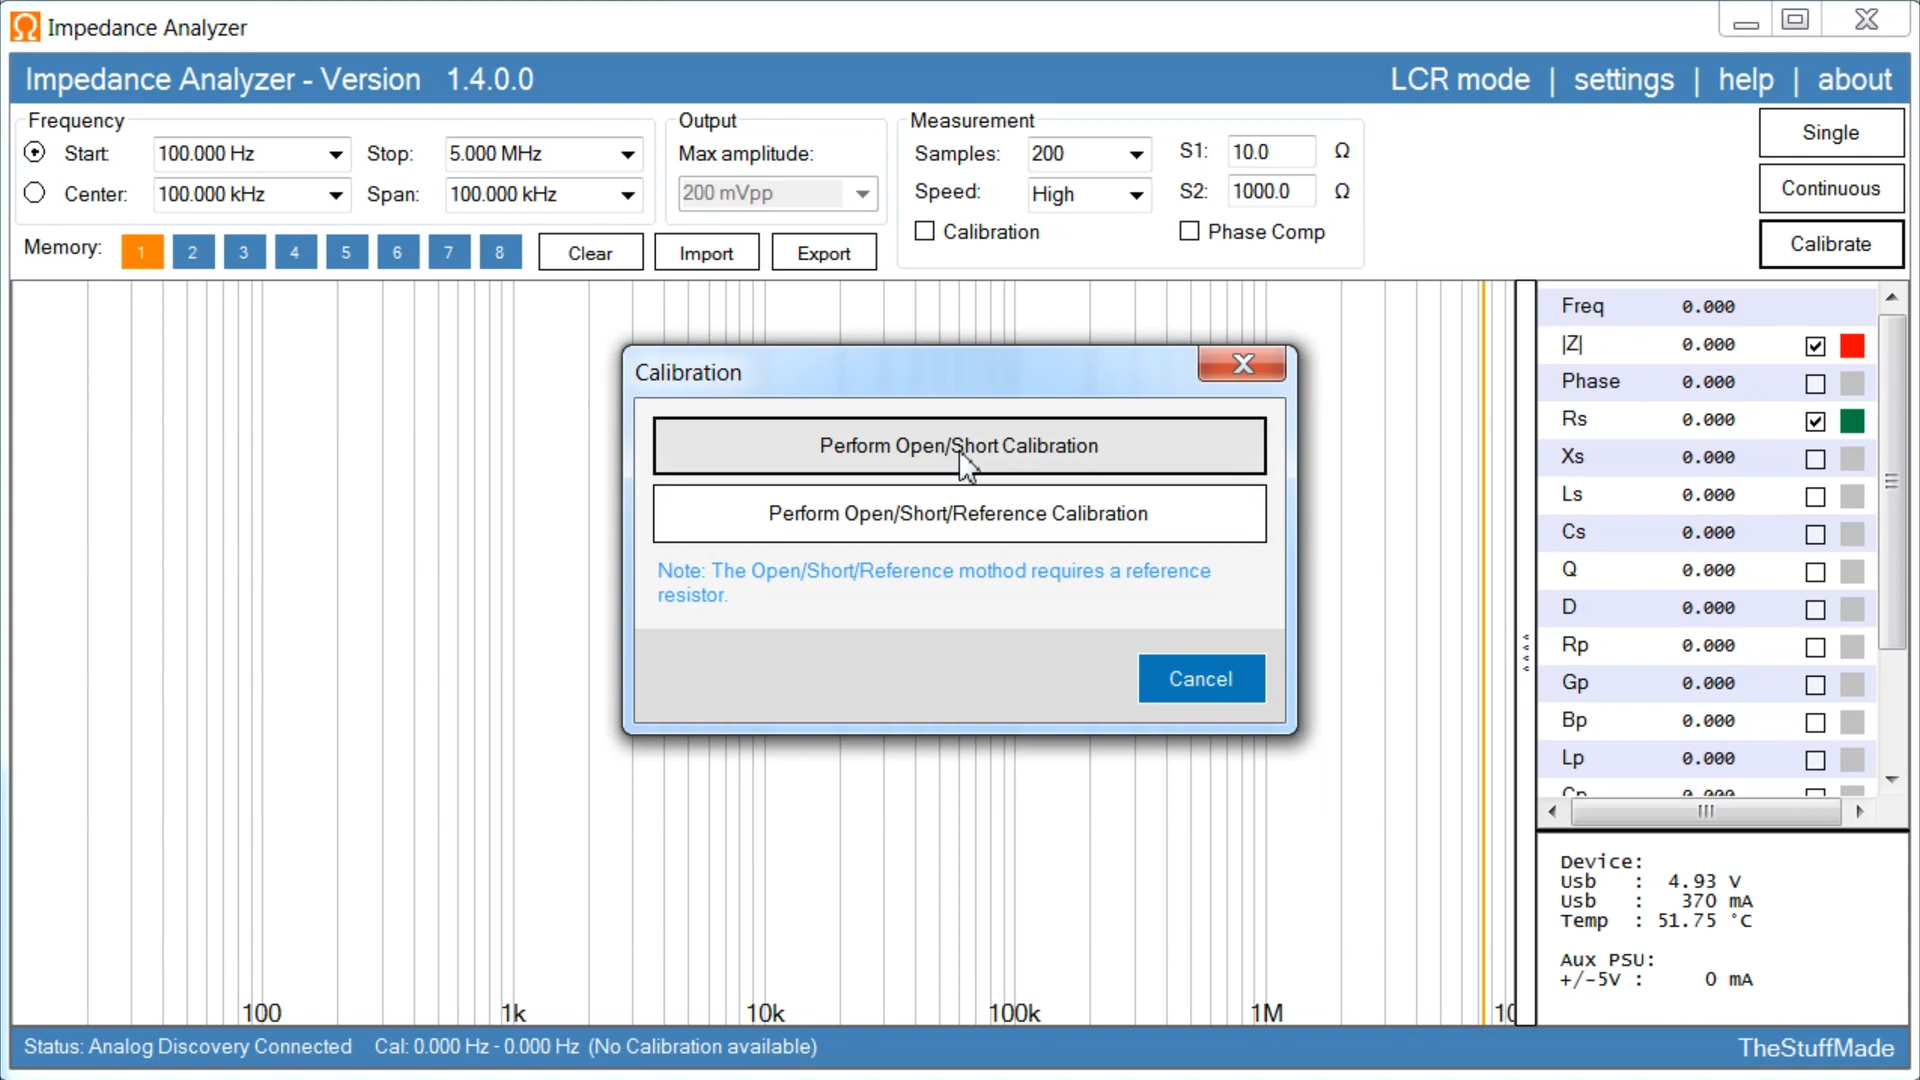 Impedance Analyzer
Impedance Analyzer - Version 1.4.0.0
LCR mode | settings | help | about
Frequency
Start: 100.000 Hz Stop: 5.000 MHz
Center: 100.000 kHz Span: 100.000 kHz
Output
Max amplitude:
200 mVpp
Measurement
Samples: 200 S1: 10.0 Ω
Speed: High S2: 1000.0 Ω
Calibration Phase Comp
Single
Continuous
Calibrate
Memory: 1 2 3 4 5 6 7 8 Clear Import Export
Calibration
Perform Open/Short Calibration
Perform Open/Short/Reference Calibration
Note: The Open/Short/Reference mothod requires a reference
resistor.
Cancel
Freq 0.000
|Z| 0.000
Phase 0.000
Rs 0.000
Xs 0.000
Ls 0.000
Cs 0.000
Q 0.000
D 0.000
Rp 0.000
Gp 0.000
Bp 0.000
Lp 0.000
Cp 0.000
Device:
Usb : 4.93 V
Usb : 370 mA
Temp : 51.75 °C
Aux PSU:
+/-5V : 0 mA
100 1k 10k 100k 1M
Status: Analog Discovery Connected Cal: 0.000 Hz - 0.000 Hz (No Calibration available)
TheStuffMade